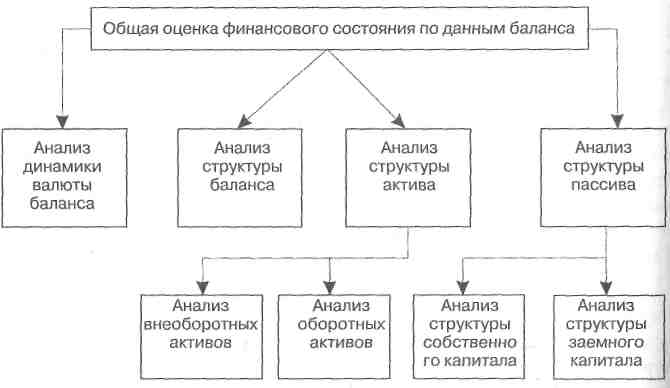 Общая оценка финансового состояния по данным баланса
Анализ
динамики
валюты
баланса
Анализ
структуры
баланса
Анализ
структуры
актива
Анализ
структуры
пассива
Анализ
внеоборотных
активов
Анализ
оборотных
активов
Анализ
структуры
собственно
го капитала
Анализ
структуры
заемного
капитала